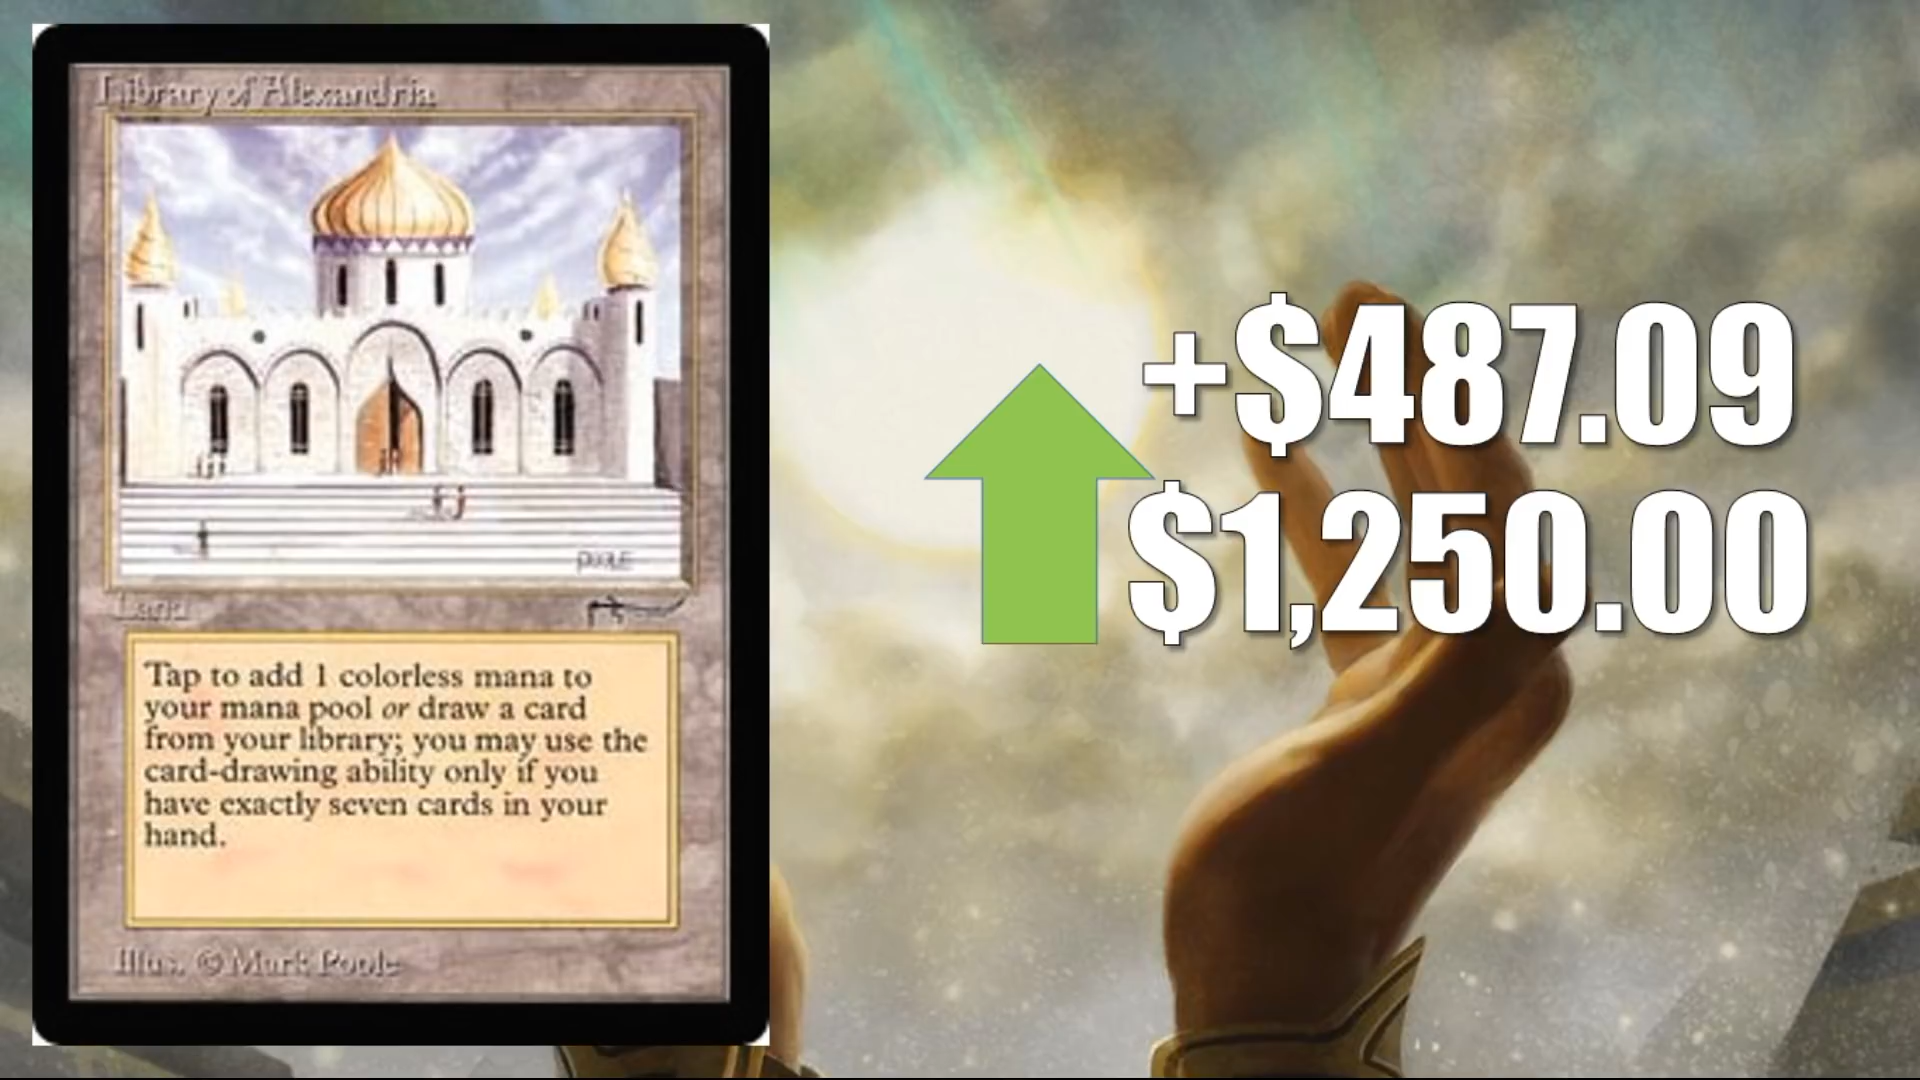 Library of Alexandria
POOLE
Land
Tap to add 1 colorless mana to
your mana pool or draw a card
from your library; you may use the
card-drawing ability only if you
have exactly seven cards in your
hand.
Illus. © Mark Poole
+$487.09
$1,250.00